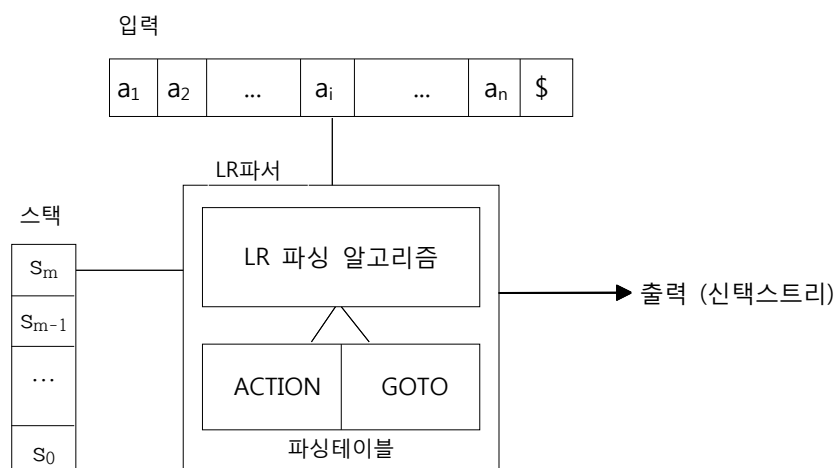 입력
a1 a2 ... ai ... an $
LR파서
스택
LR 파싱 알고리즘
Sm
출력 (신택스트리)
Sm-1
...
ACTION GOTO
파싱테이블
S0